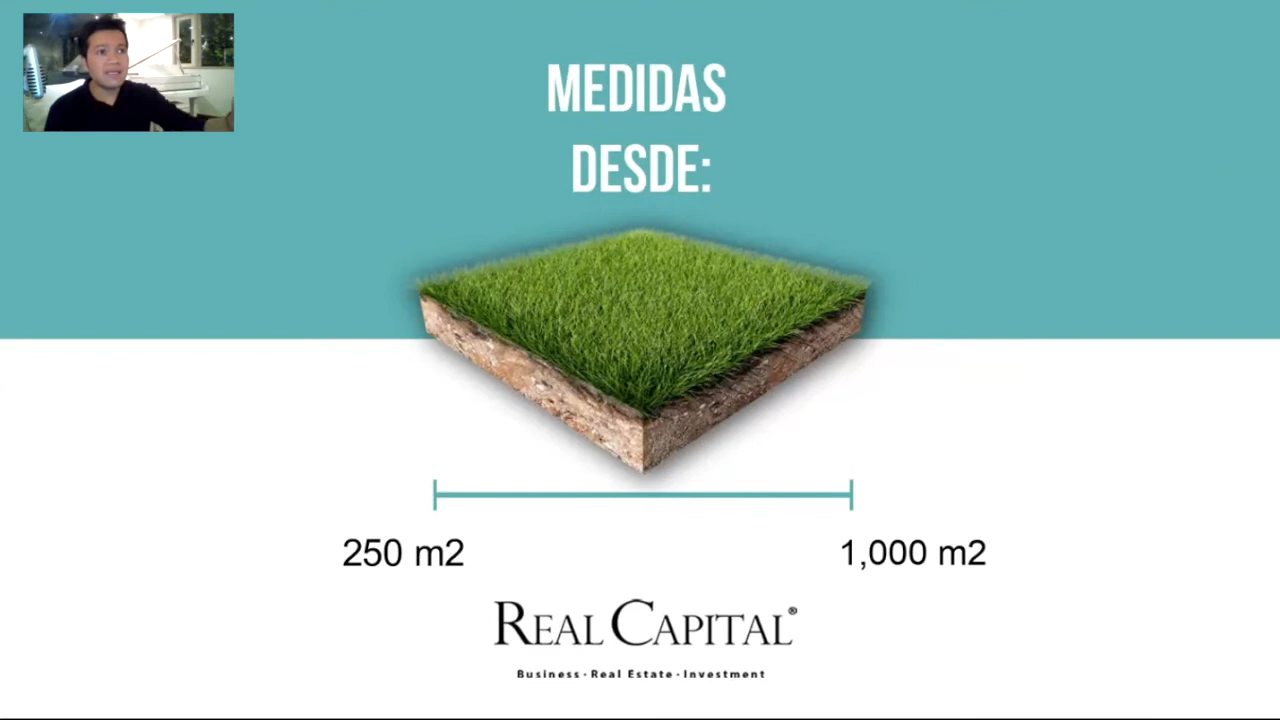 MEDIDAS
DESDE:
250 m2 1,000 m2
REAL CAPITAL®
Business·Real Estate·Investment